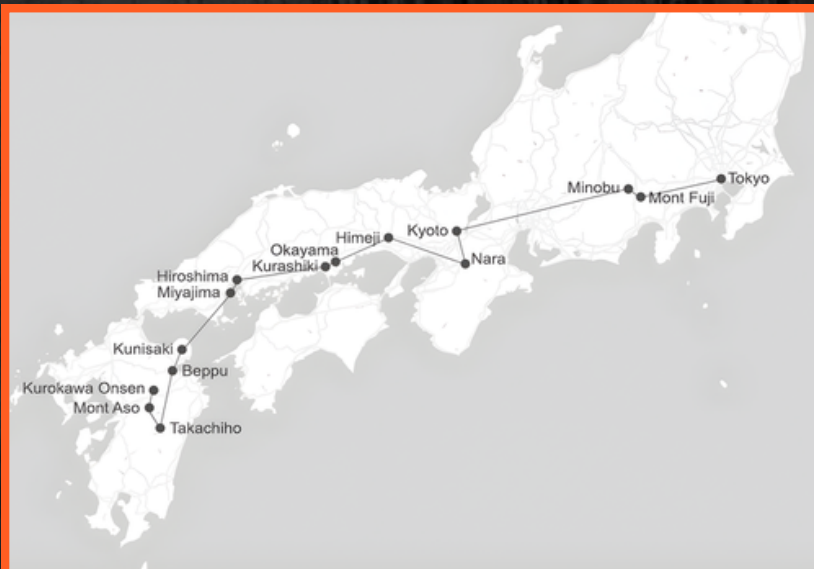 Tokyo
Minobu
Mont Fuji
Kyoto
Himeji
Okayama
Nara
Kurashiki
Hiroshima
Miyajima
Kunisaki
Beppu
Kurokawa Onsen
Mont Aso
Takachiho